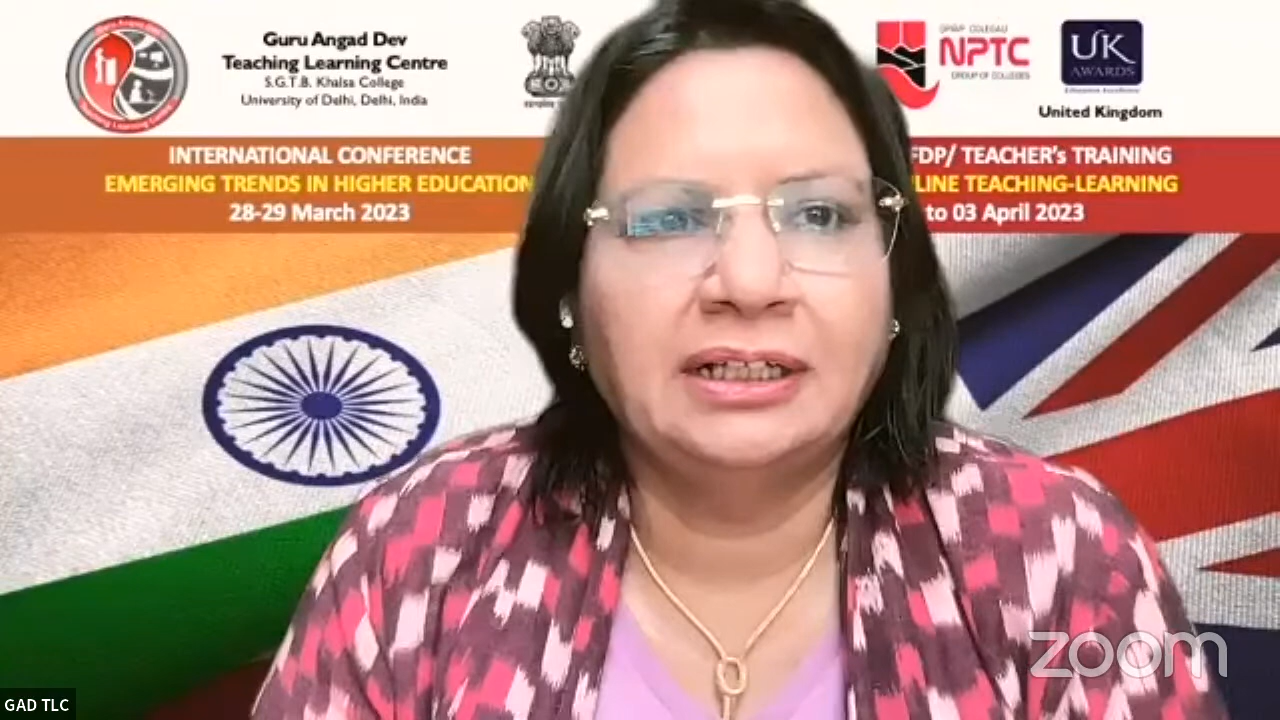 Guru Angad Dev
Teaching Learning Centre
S.G.T.B. Khalsa College
University of Delhi, Delhi, India
NPTC
GROUP OF COLLEGES
UK
AWARDS
United Kingdom
INTERNATIONAL CONFERENCE
EMERGING TRENDS IN HIGHER EDUCATION
28-29 March 2023
FDP/ TEACHER's TRAINING
LINE TEACHING-LEARNING
to 03 April 2023
zoom
GAD TLC